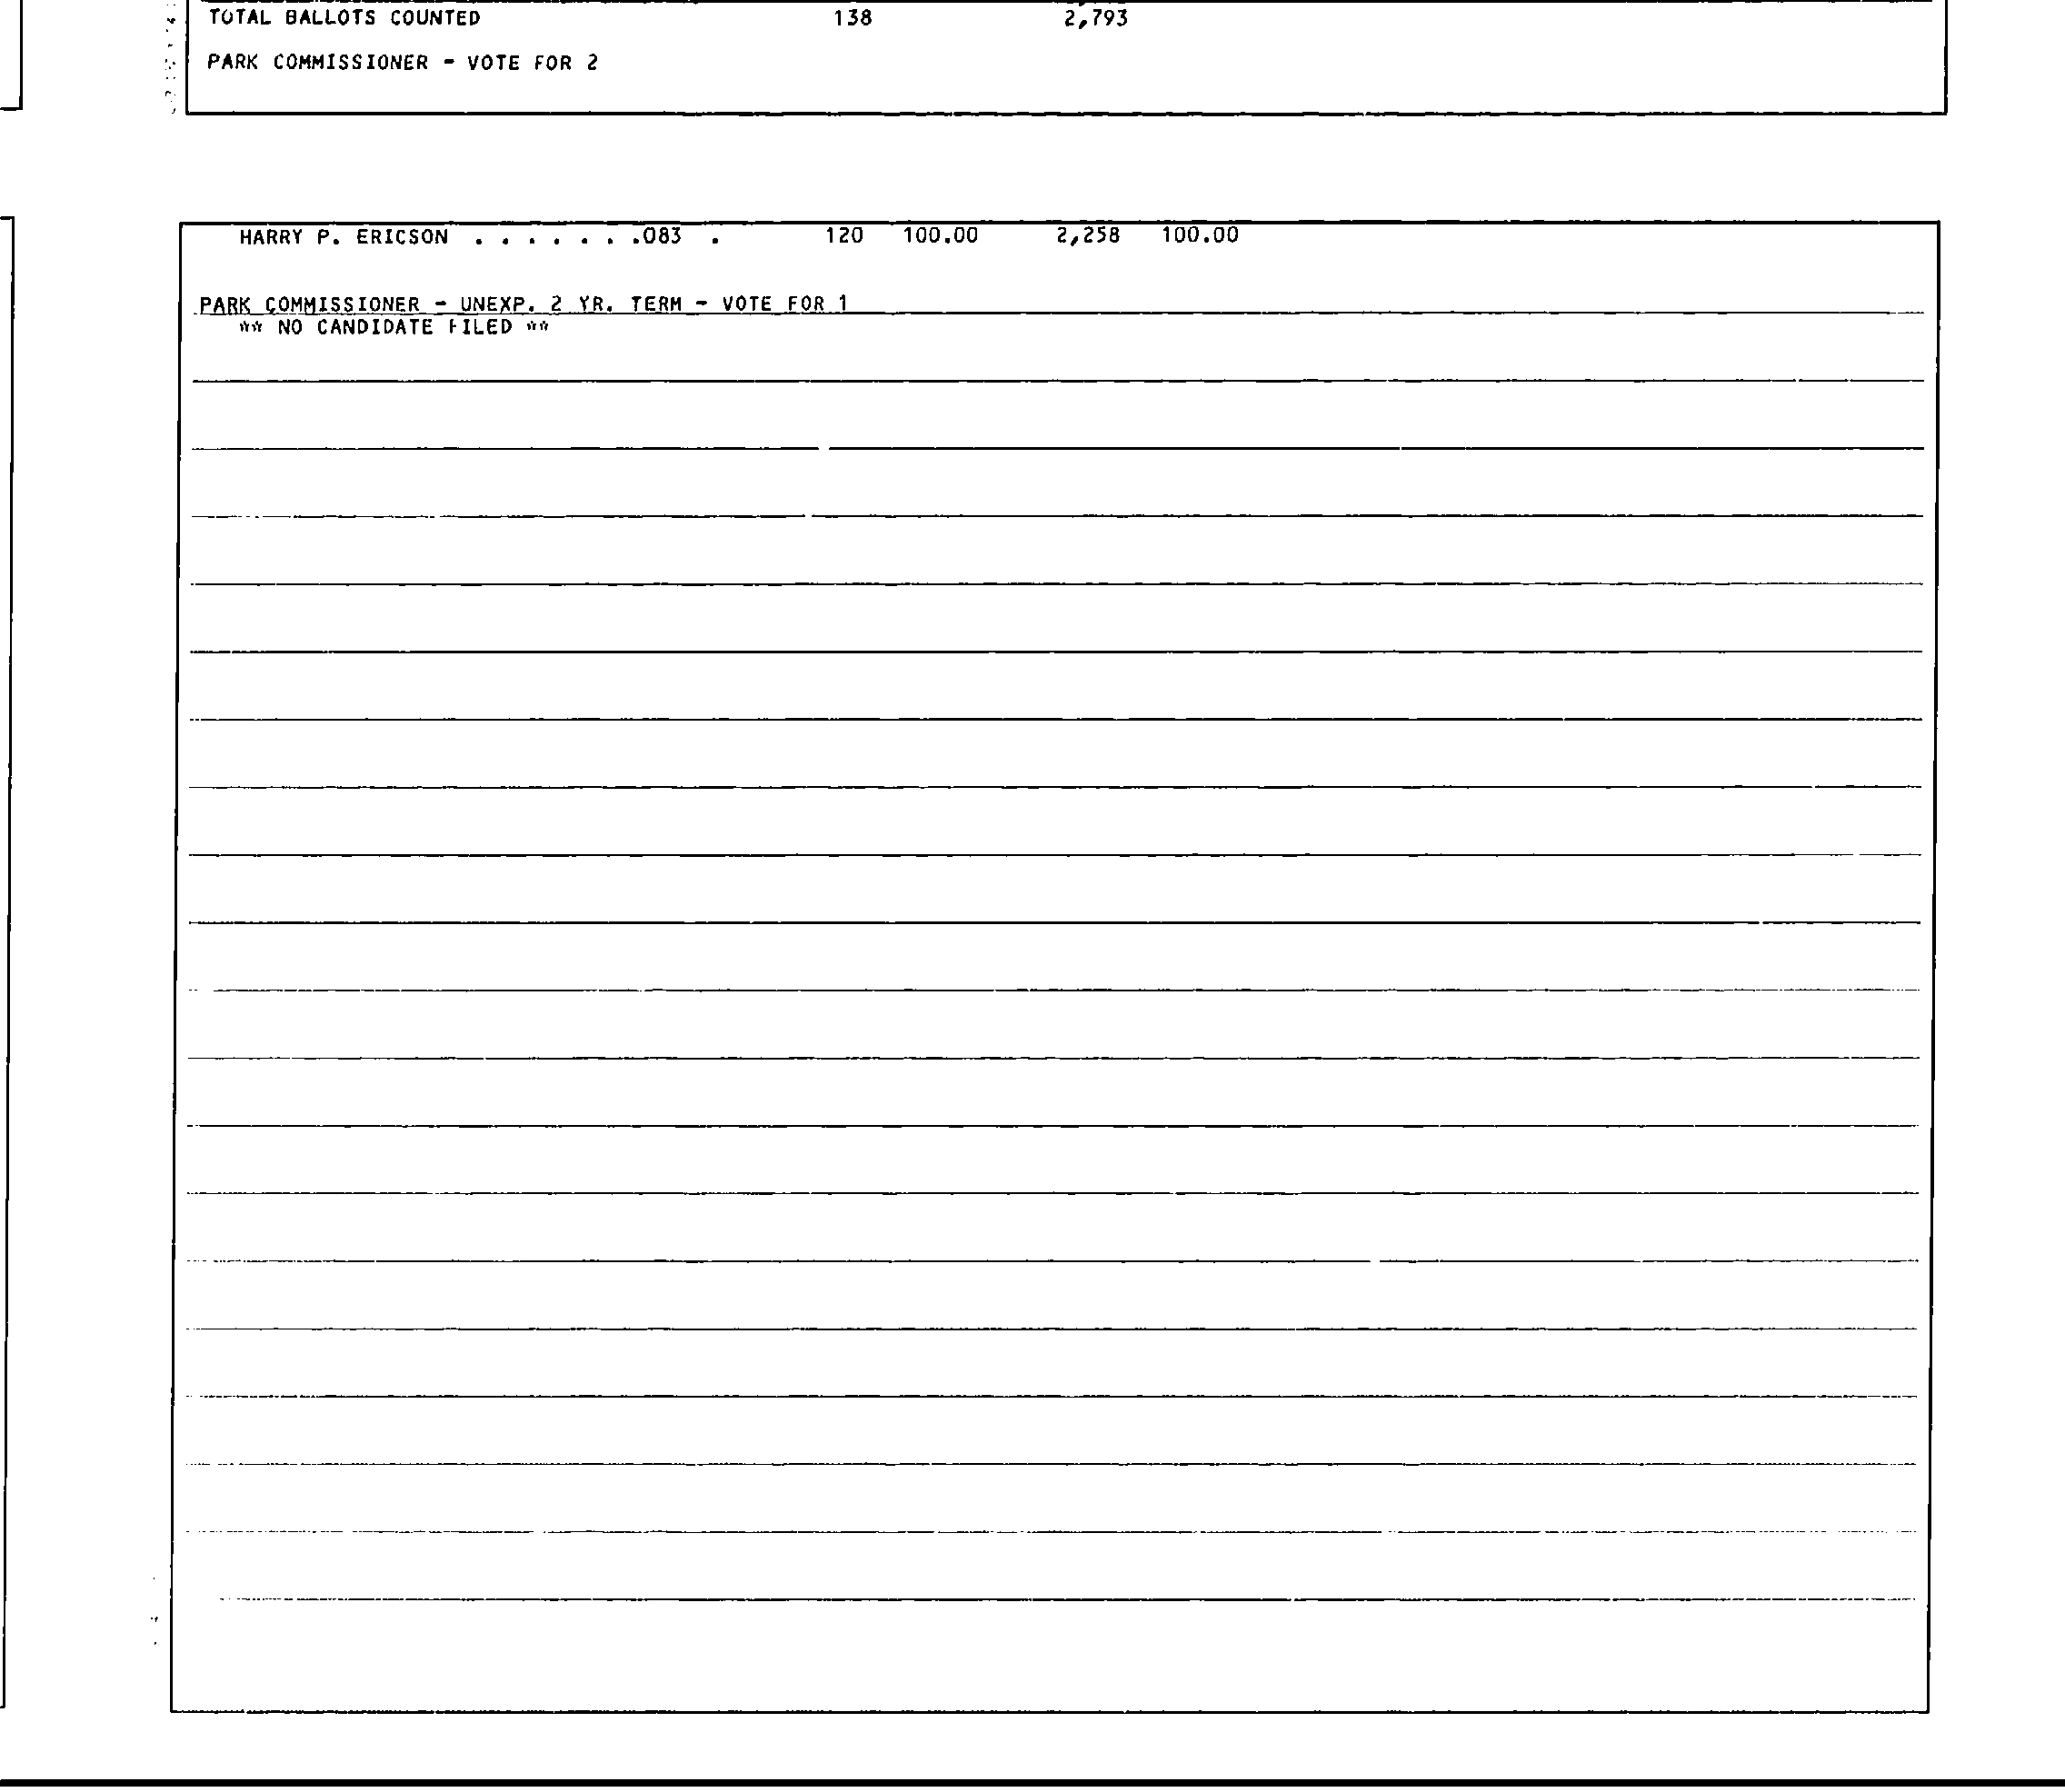 TOTAL BALLOTS COUNTED 138 2,793
PARK COMMISSIONER - VOTE FOR 2
HARRY P. ERICSON . . . . . . .083 . 120 100.00 2,258 100.00
PARK COMMISSIONER - UNEXP. 2 YR. TERM - VOTE FOR 1
** NO CANDIDATE FILED **